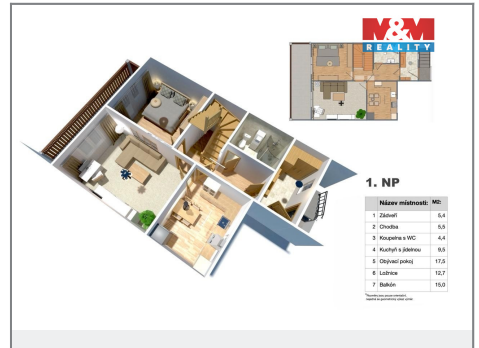 M&M
REALITY
1. NP
Název místnosti: M2:
1 Zádveří 5,4
2 Chodba 5,5
3 Koupelna s WC 4,4
4 Kuchyň s jídelnou 9,5
5 Obývací pokoj 17,5
6 Ložnice 12,7
7 Balkón 15,0